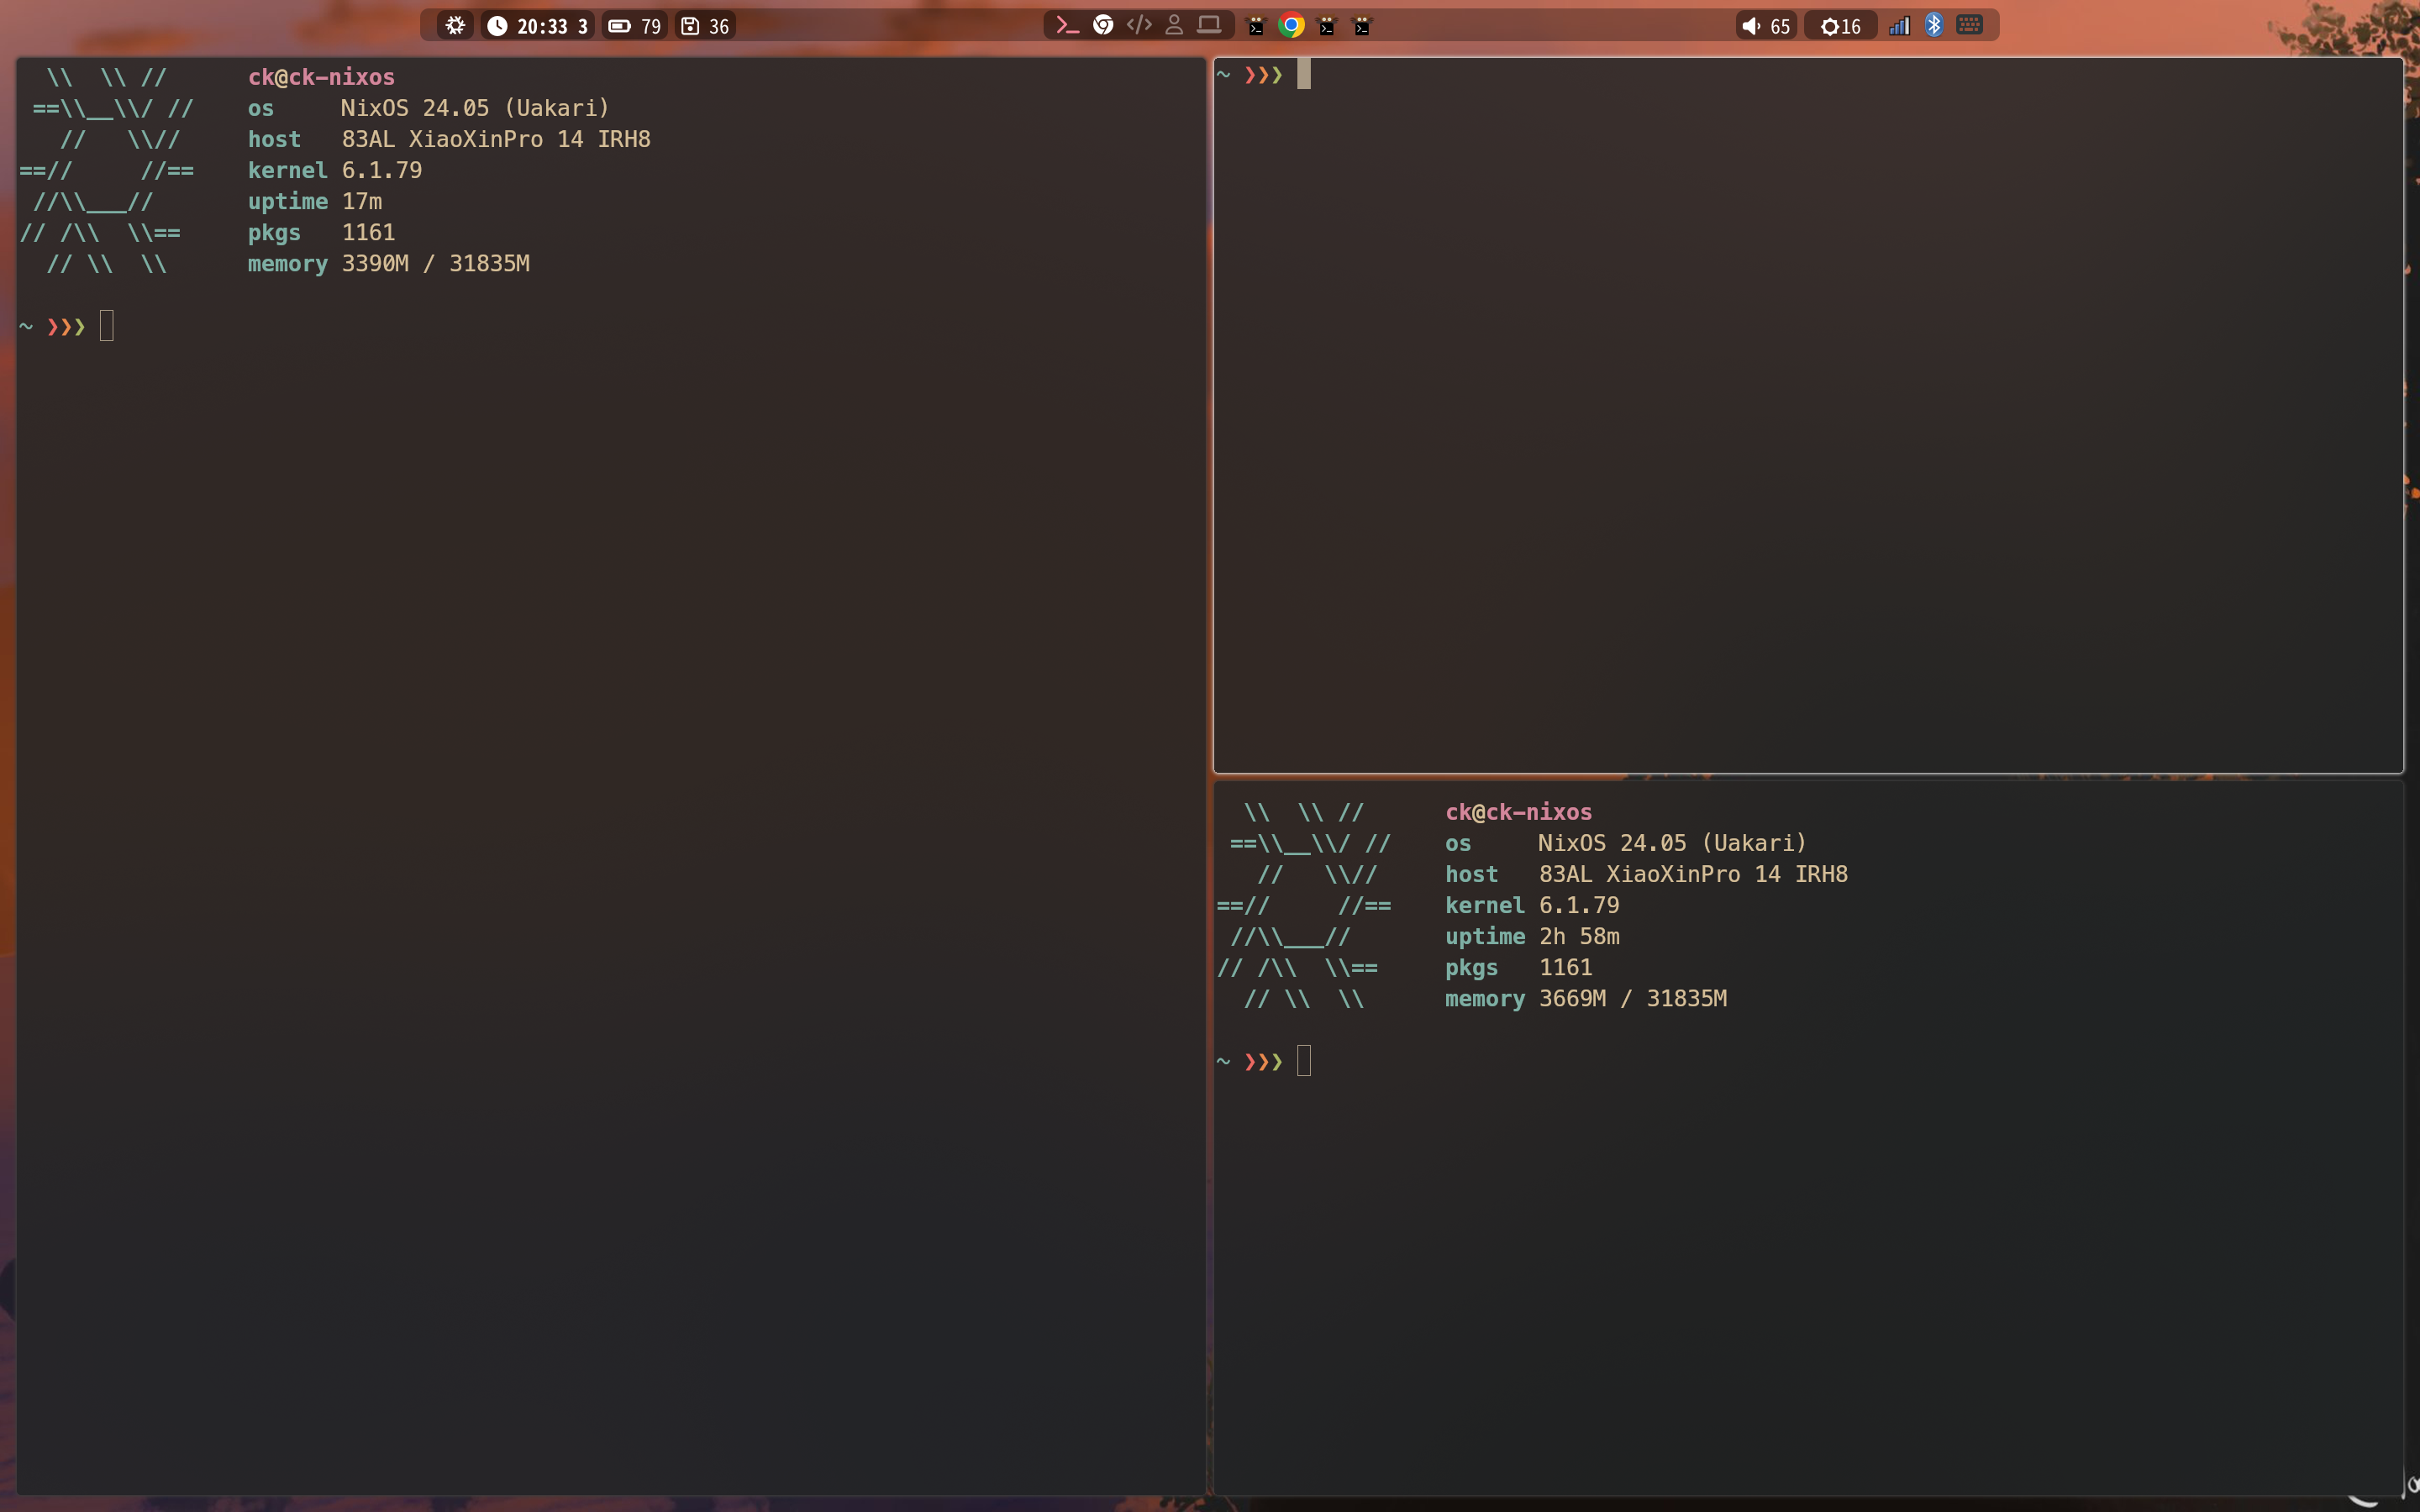 20:33 3 79 36 65 16
\\  \\ //     ck@ck-nixos
==\\__\\/ //    os     NixOS 24.05 (Uakari)
//   \\//     host   83AL XiaoXinPro 14 IRH8
==//     //==    kernel 6.1.79
//\\___//       uptime 17m
// /\\  \\==     pkgs   1161
// \\  \\      memory 3390M / 31835M
~ ❯❯❯
~ ❯❯❯
\\  \\ //     ck@ck-nixos
==\\__\\/ //    os     NixOS 24.05 (Uakari)
//   \\//     host   83AL XiaoXinPro 14 IRH8
==//     //==    kernel 6.1.79
//\\___//       uptime 2h 58m
// /\\  \\==     pkgs   1161
// \\  \\      memory 3669M / 31835M
~ ❯❯❯